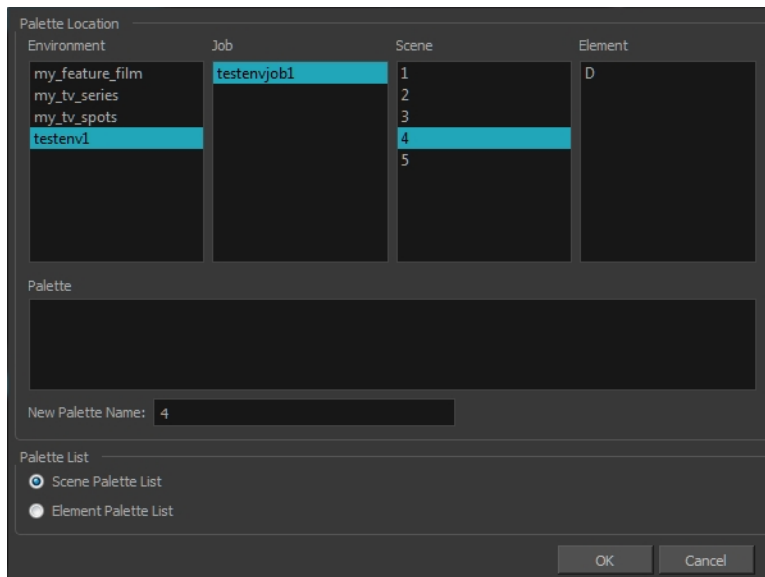 Palette Location
Environment Job Scene Element
my_feature_film testenvjob1 1 D
my_tv_series 2
my_tv_spots 3
testenv1 4
5
Palette
New Palette Name: 4
Palette List
Scene Palette List
Element Palette List
OK Cancel